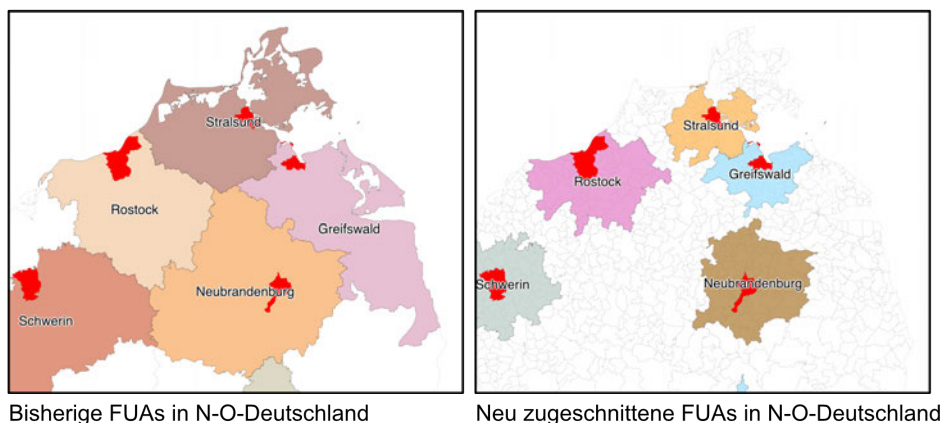 Stralsund
Rostock
Greifswald
Neubrandenburg
Schwerin
Bisherige FUAs in N-O-Deutschland
Stralsund
Greifswald
Rostock
Schwerin
Neubrandenburg
Neu zugeschnittene FUAs in N-O-Deutschland